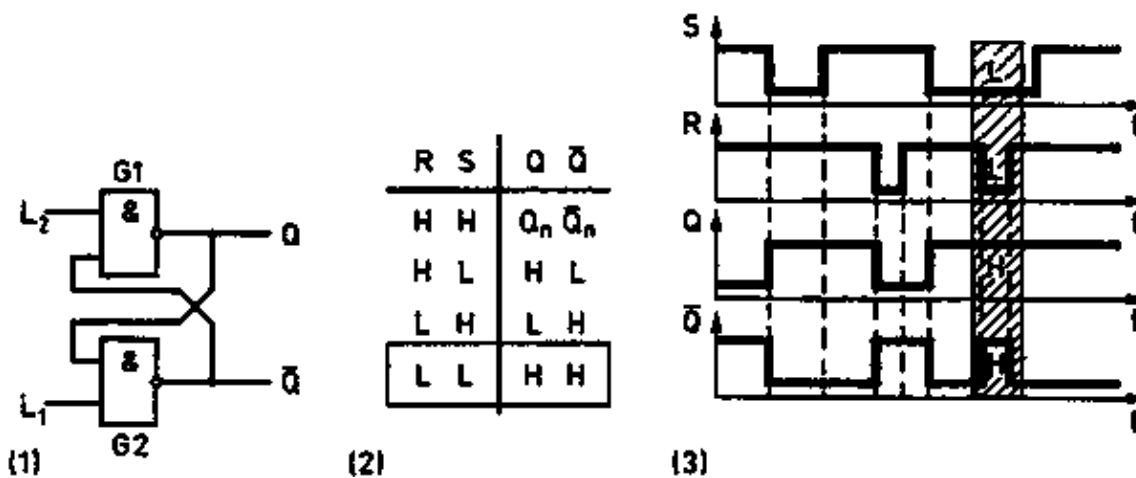 G1
&
L₂
Q
&
L₁
Q̄
G2
(1)
R S Q Q̄
H H Qₙ Q̄ₙ
H L H L
L H L H
L L H H
(2)
S
L
t
R
L
t
Q
H
t
Q̄
H
t
(3)